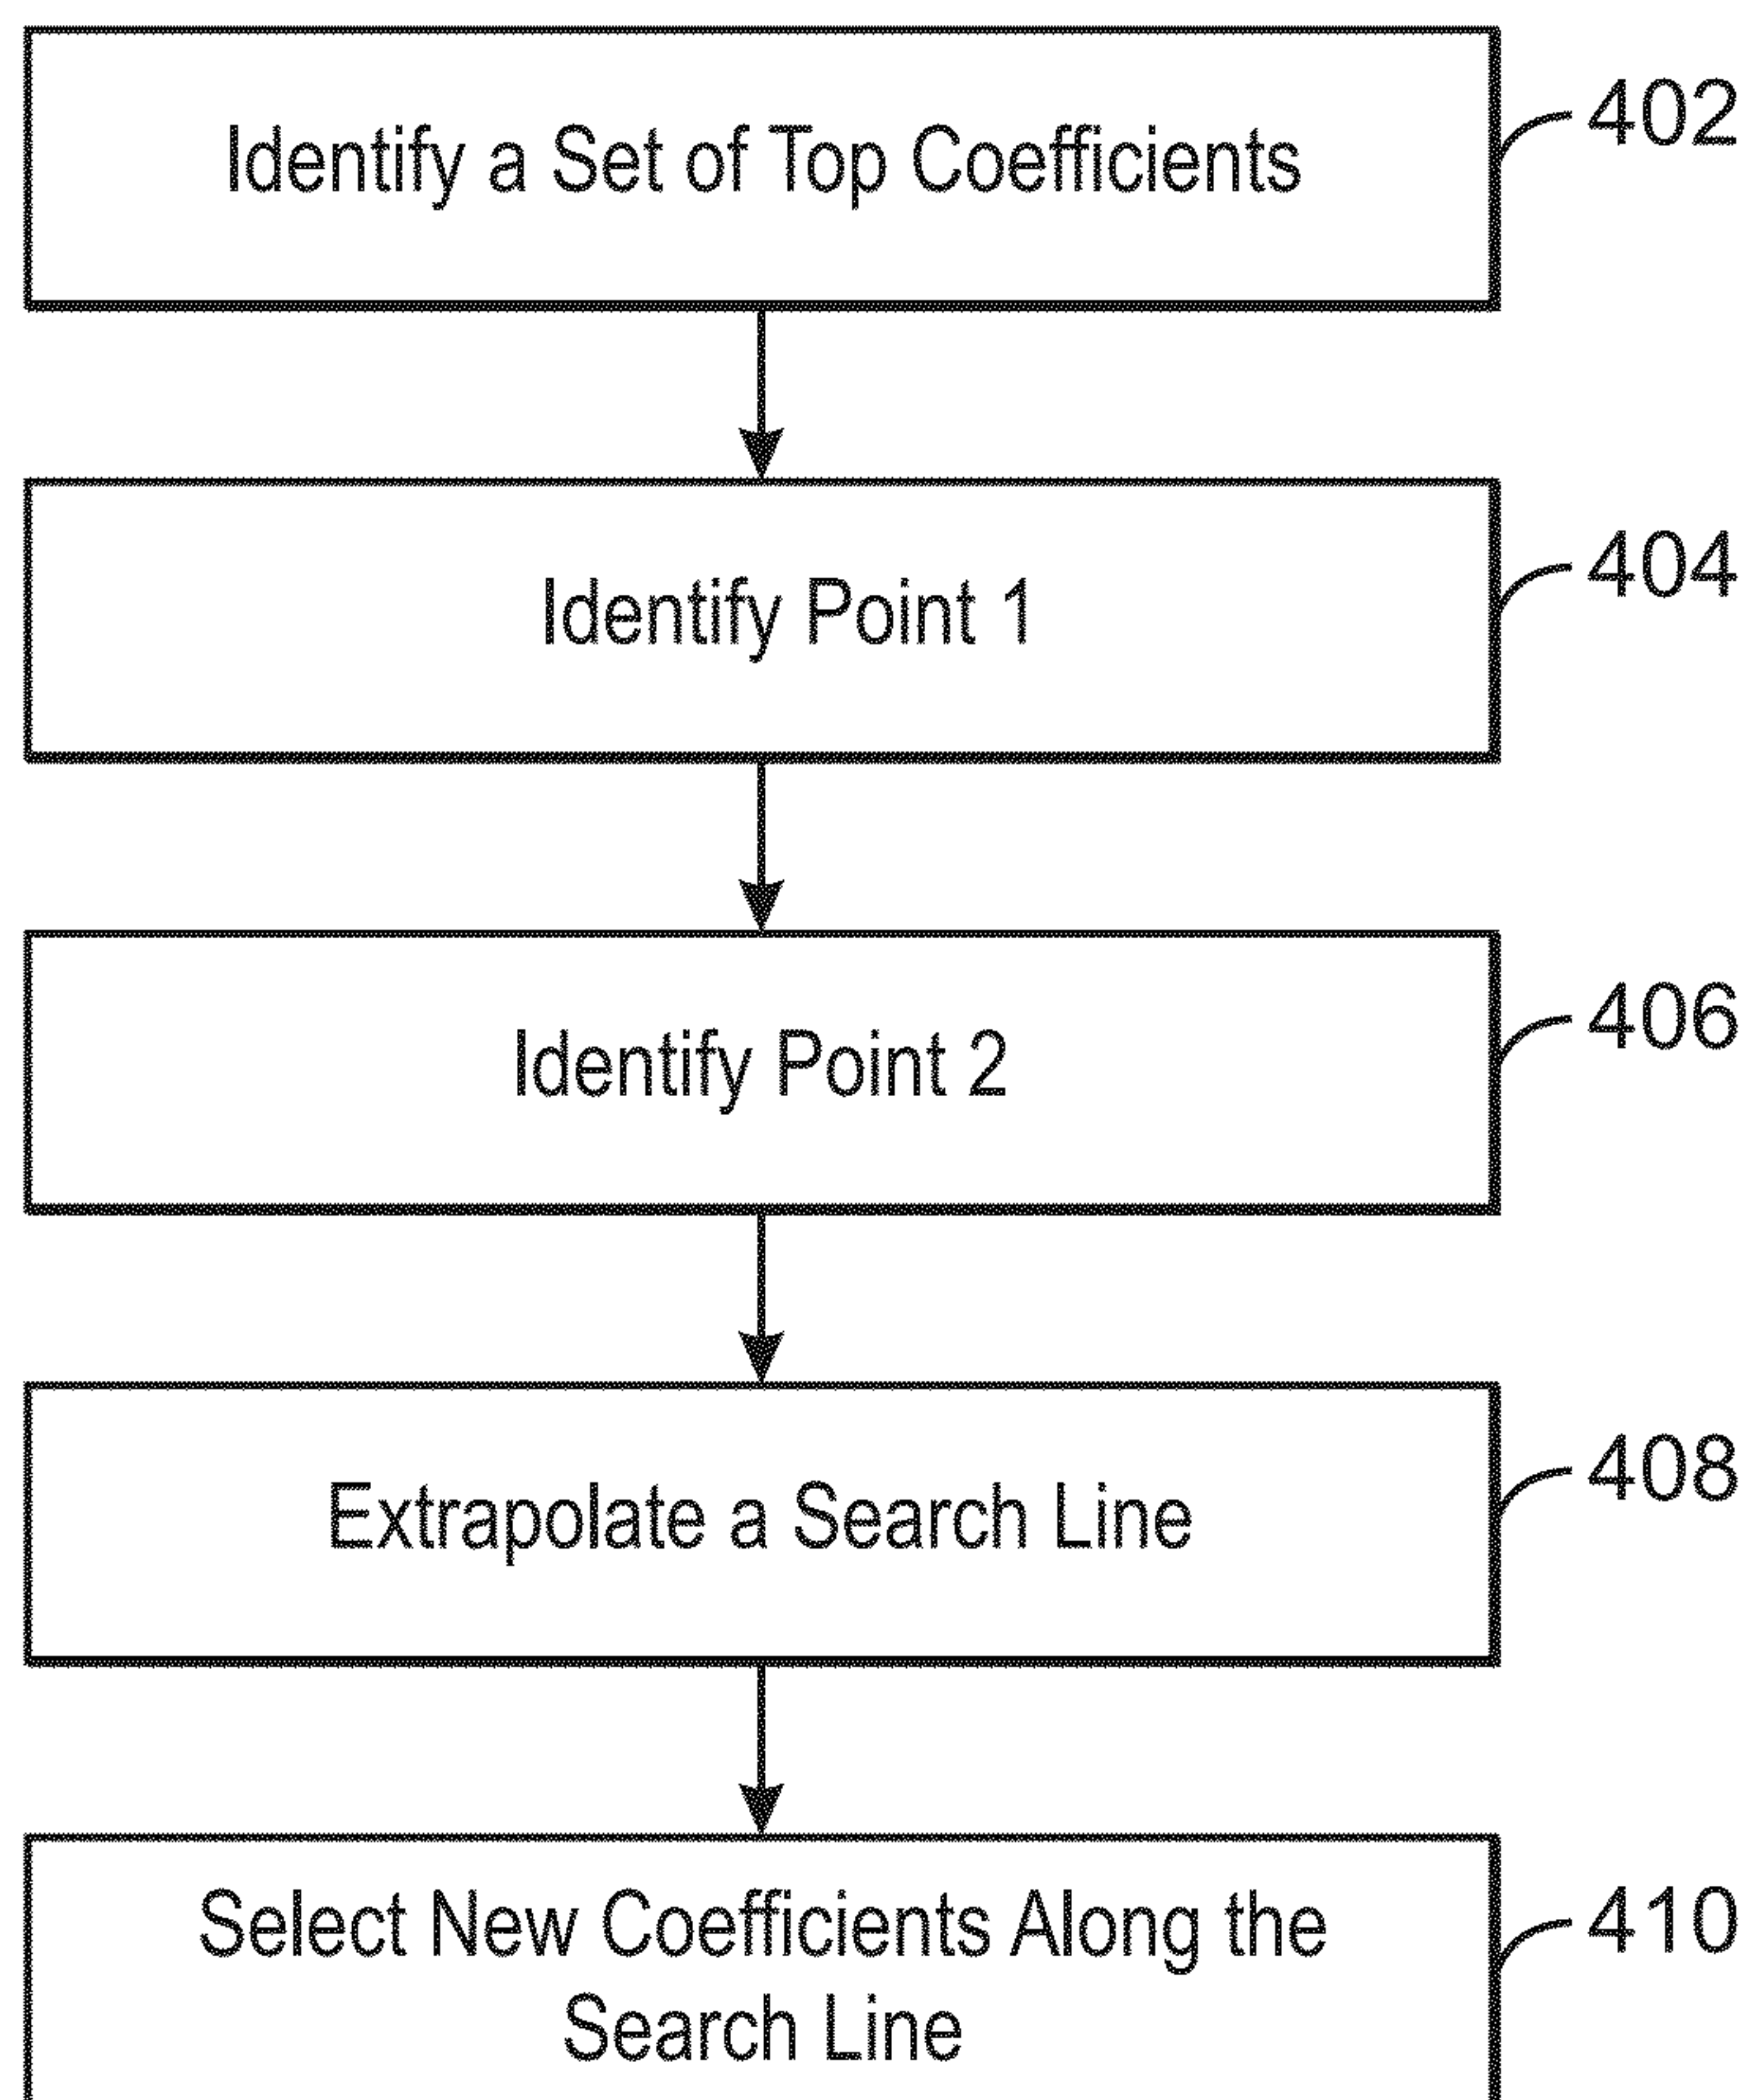 Identify a Set of Top Coefficients
402
Identify Point 1
404
Identify Point 2
406
Extrapolate a Search Line
408
Select New Coefficients Along the
Search Line
410